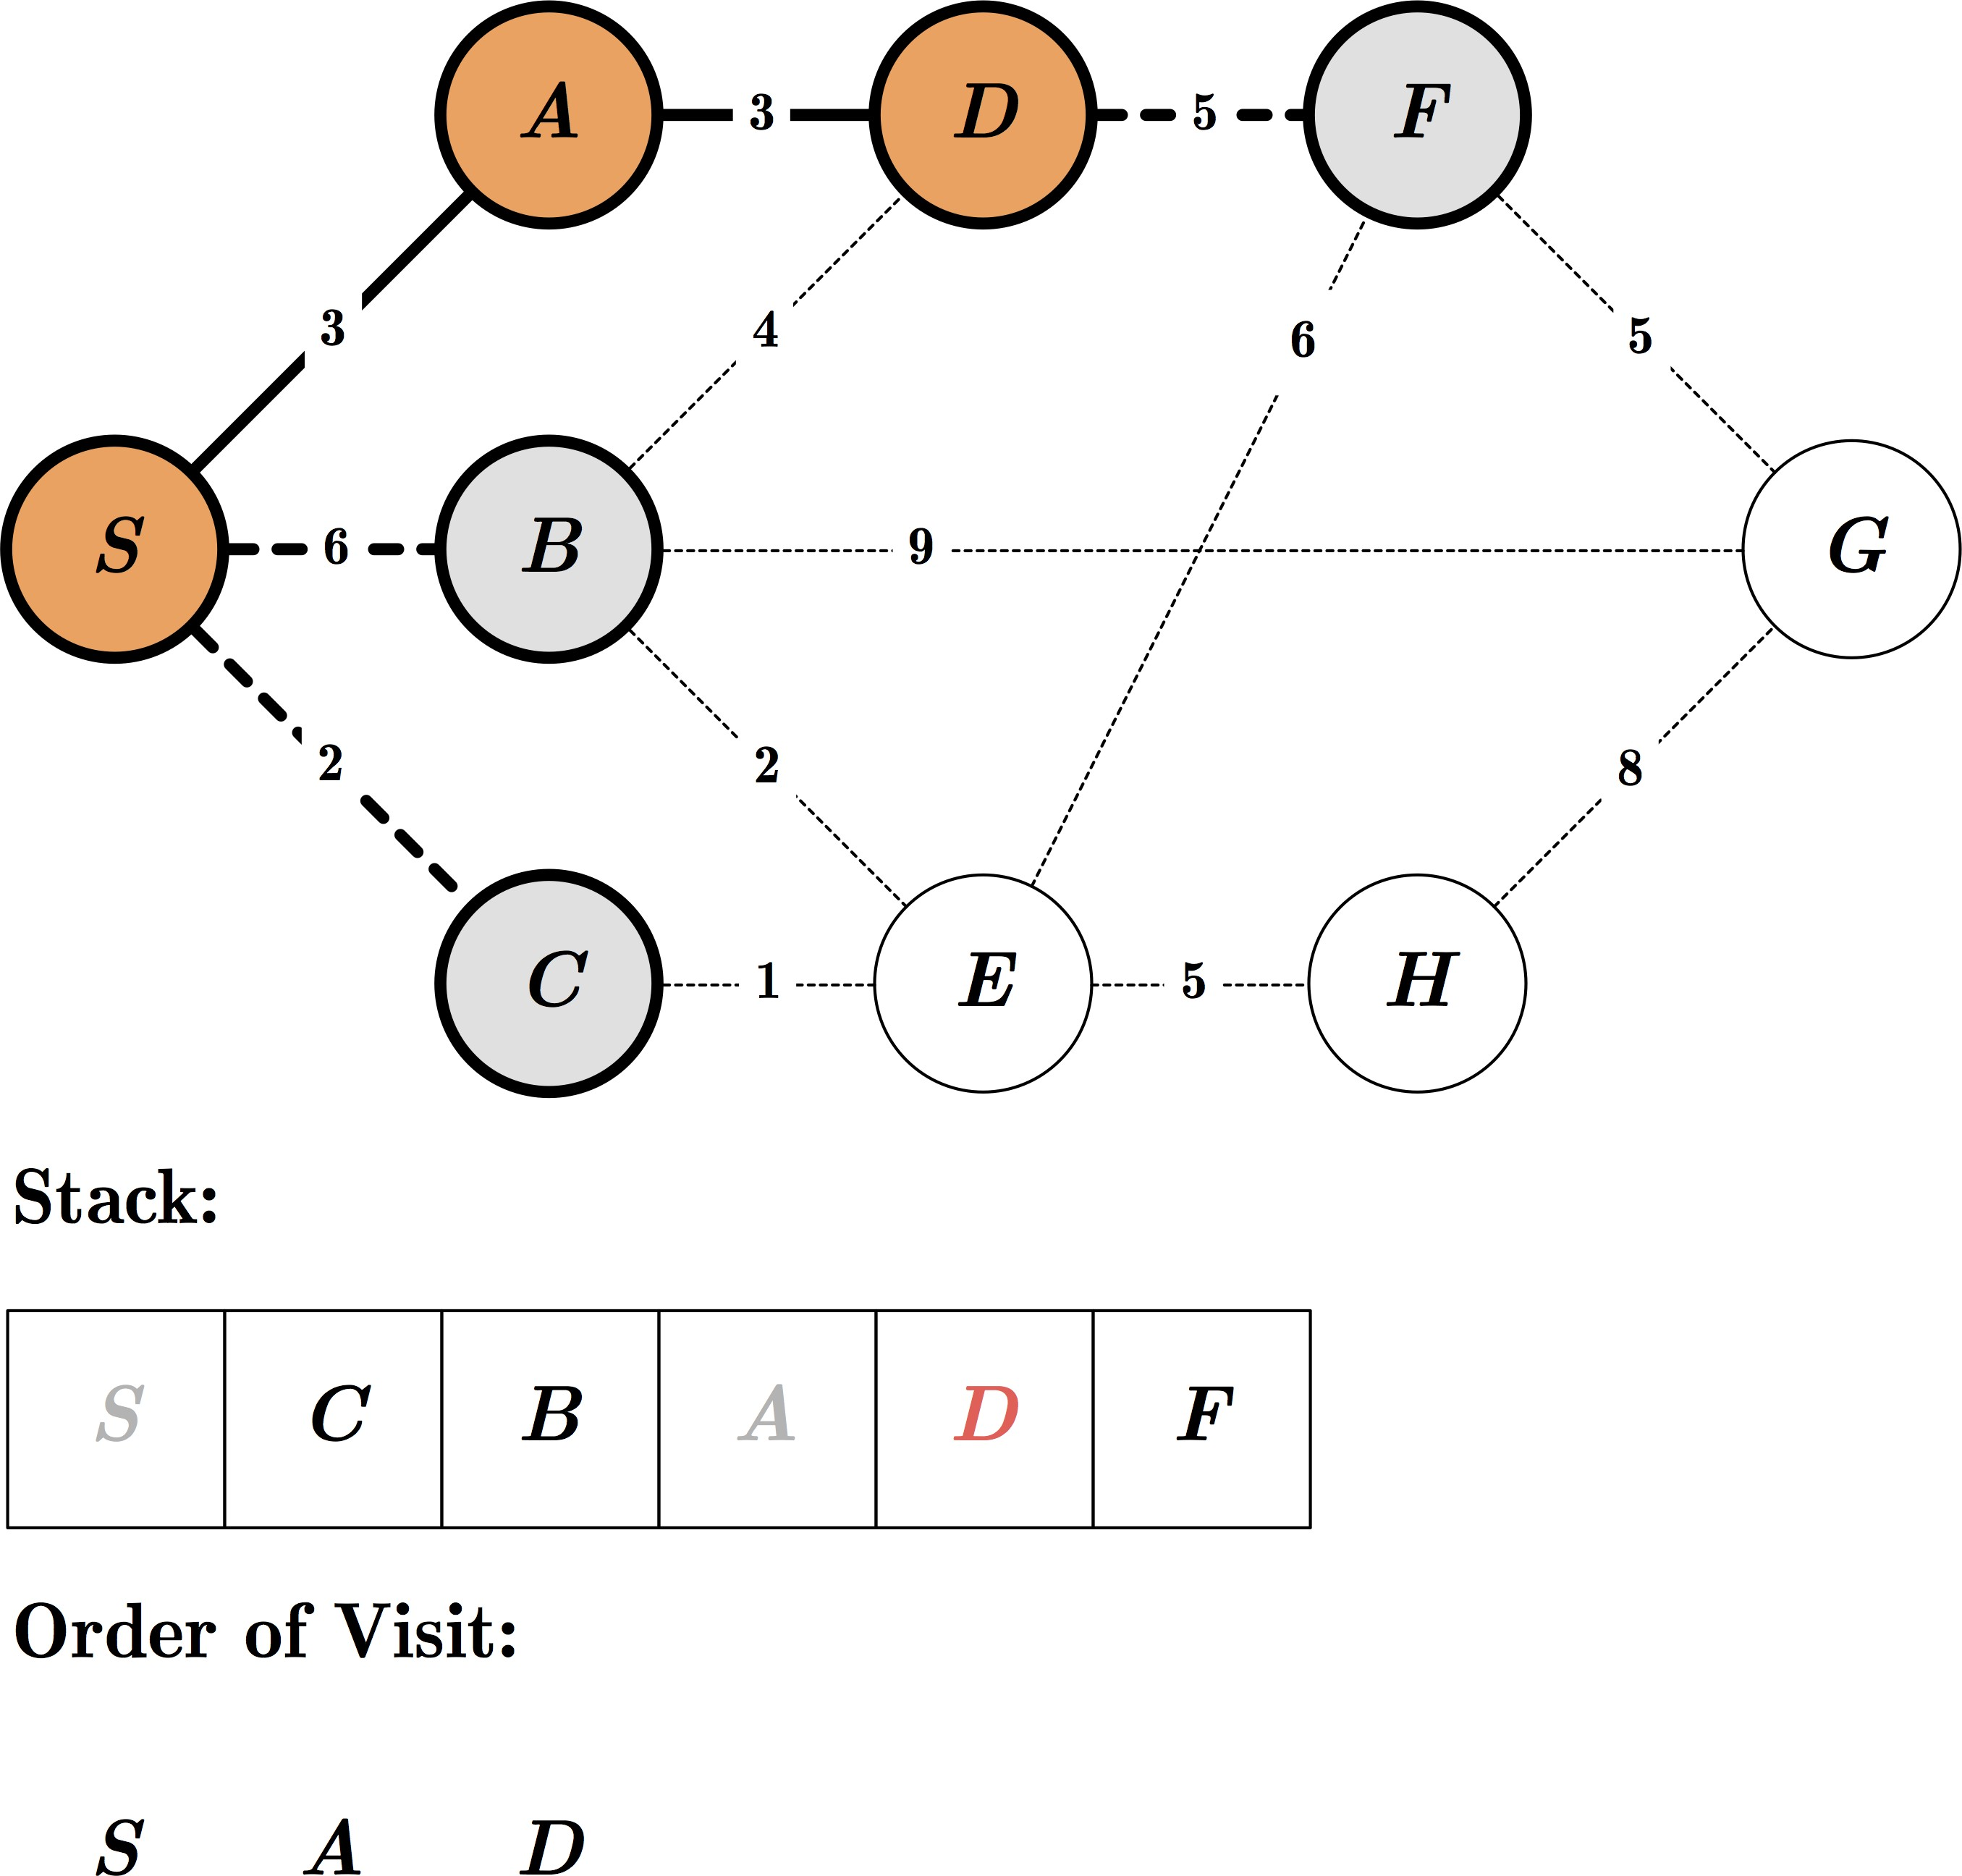 A 3 D 5 F
3 4 6 5
S 6 B 9 G
2 2 8
C 1 E 5 H
Stack:
S C B A D F
Order of Visit:
S A D